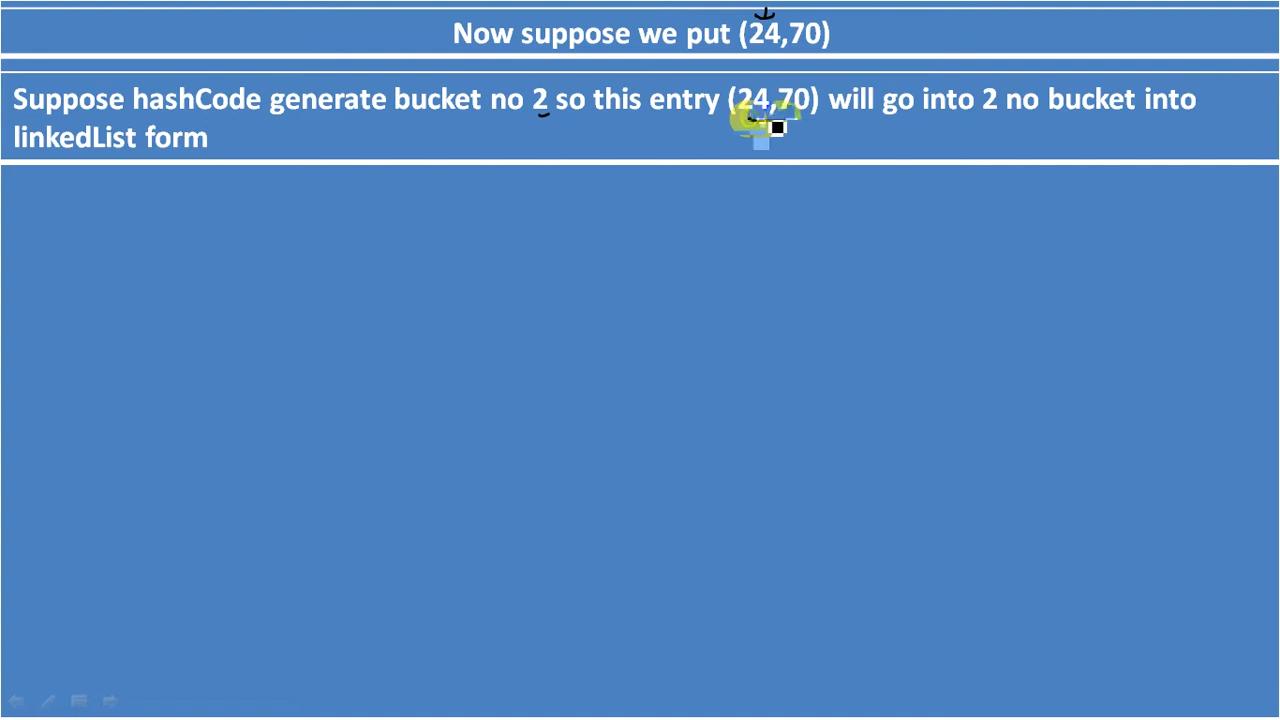 Now suppose we put (24,70)
Suppose hashCode generate bucket no 2 so this entry (24,70) will go into 2 no bucket into
linkedList form